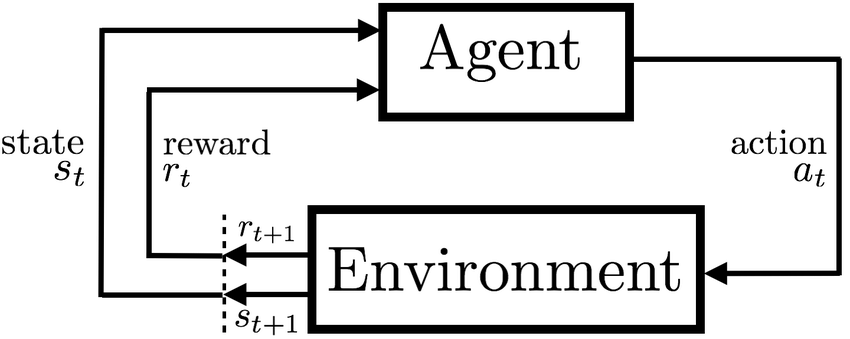 Agent
state
s_t
reward
r_t
action
a_t
r_{t+1}
Environment
s_{t+1}